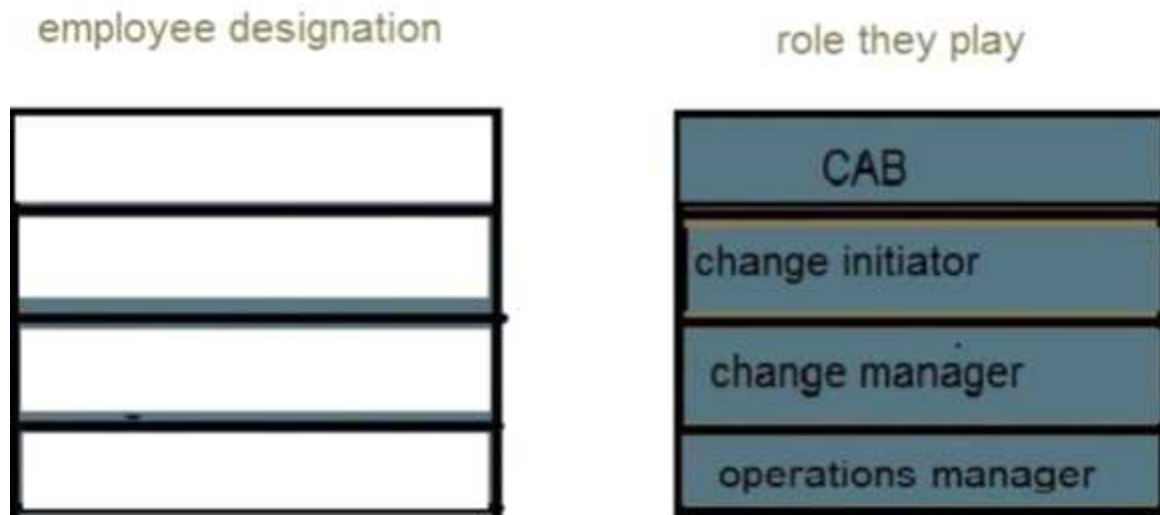 employee designation
role they play
CAB
change initiator
change manager
operations manager